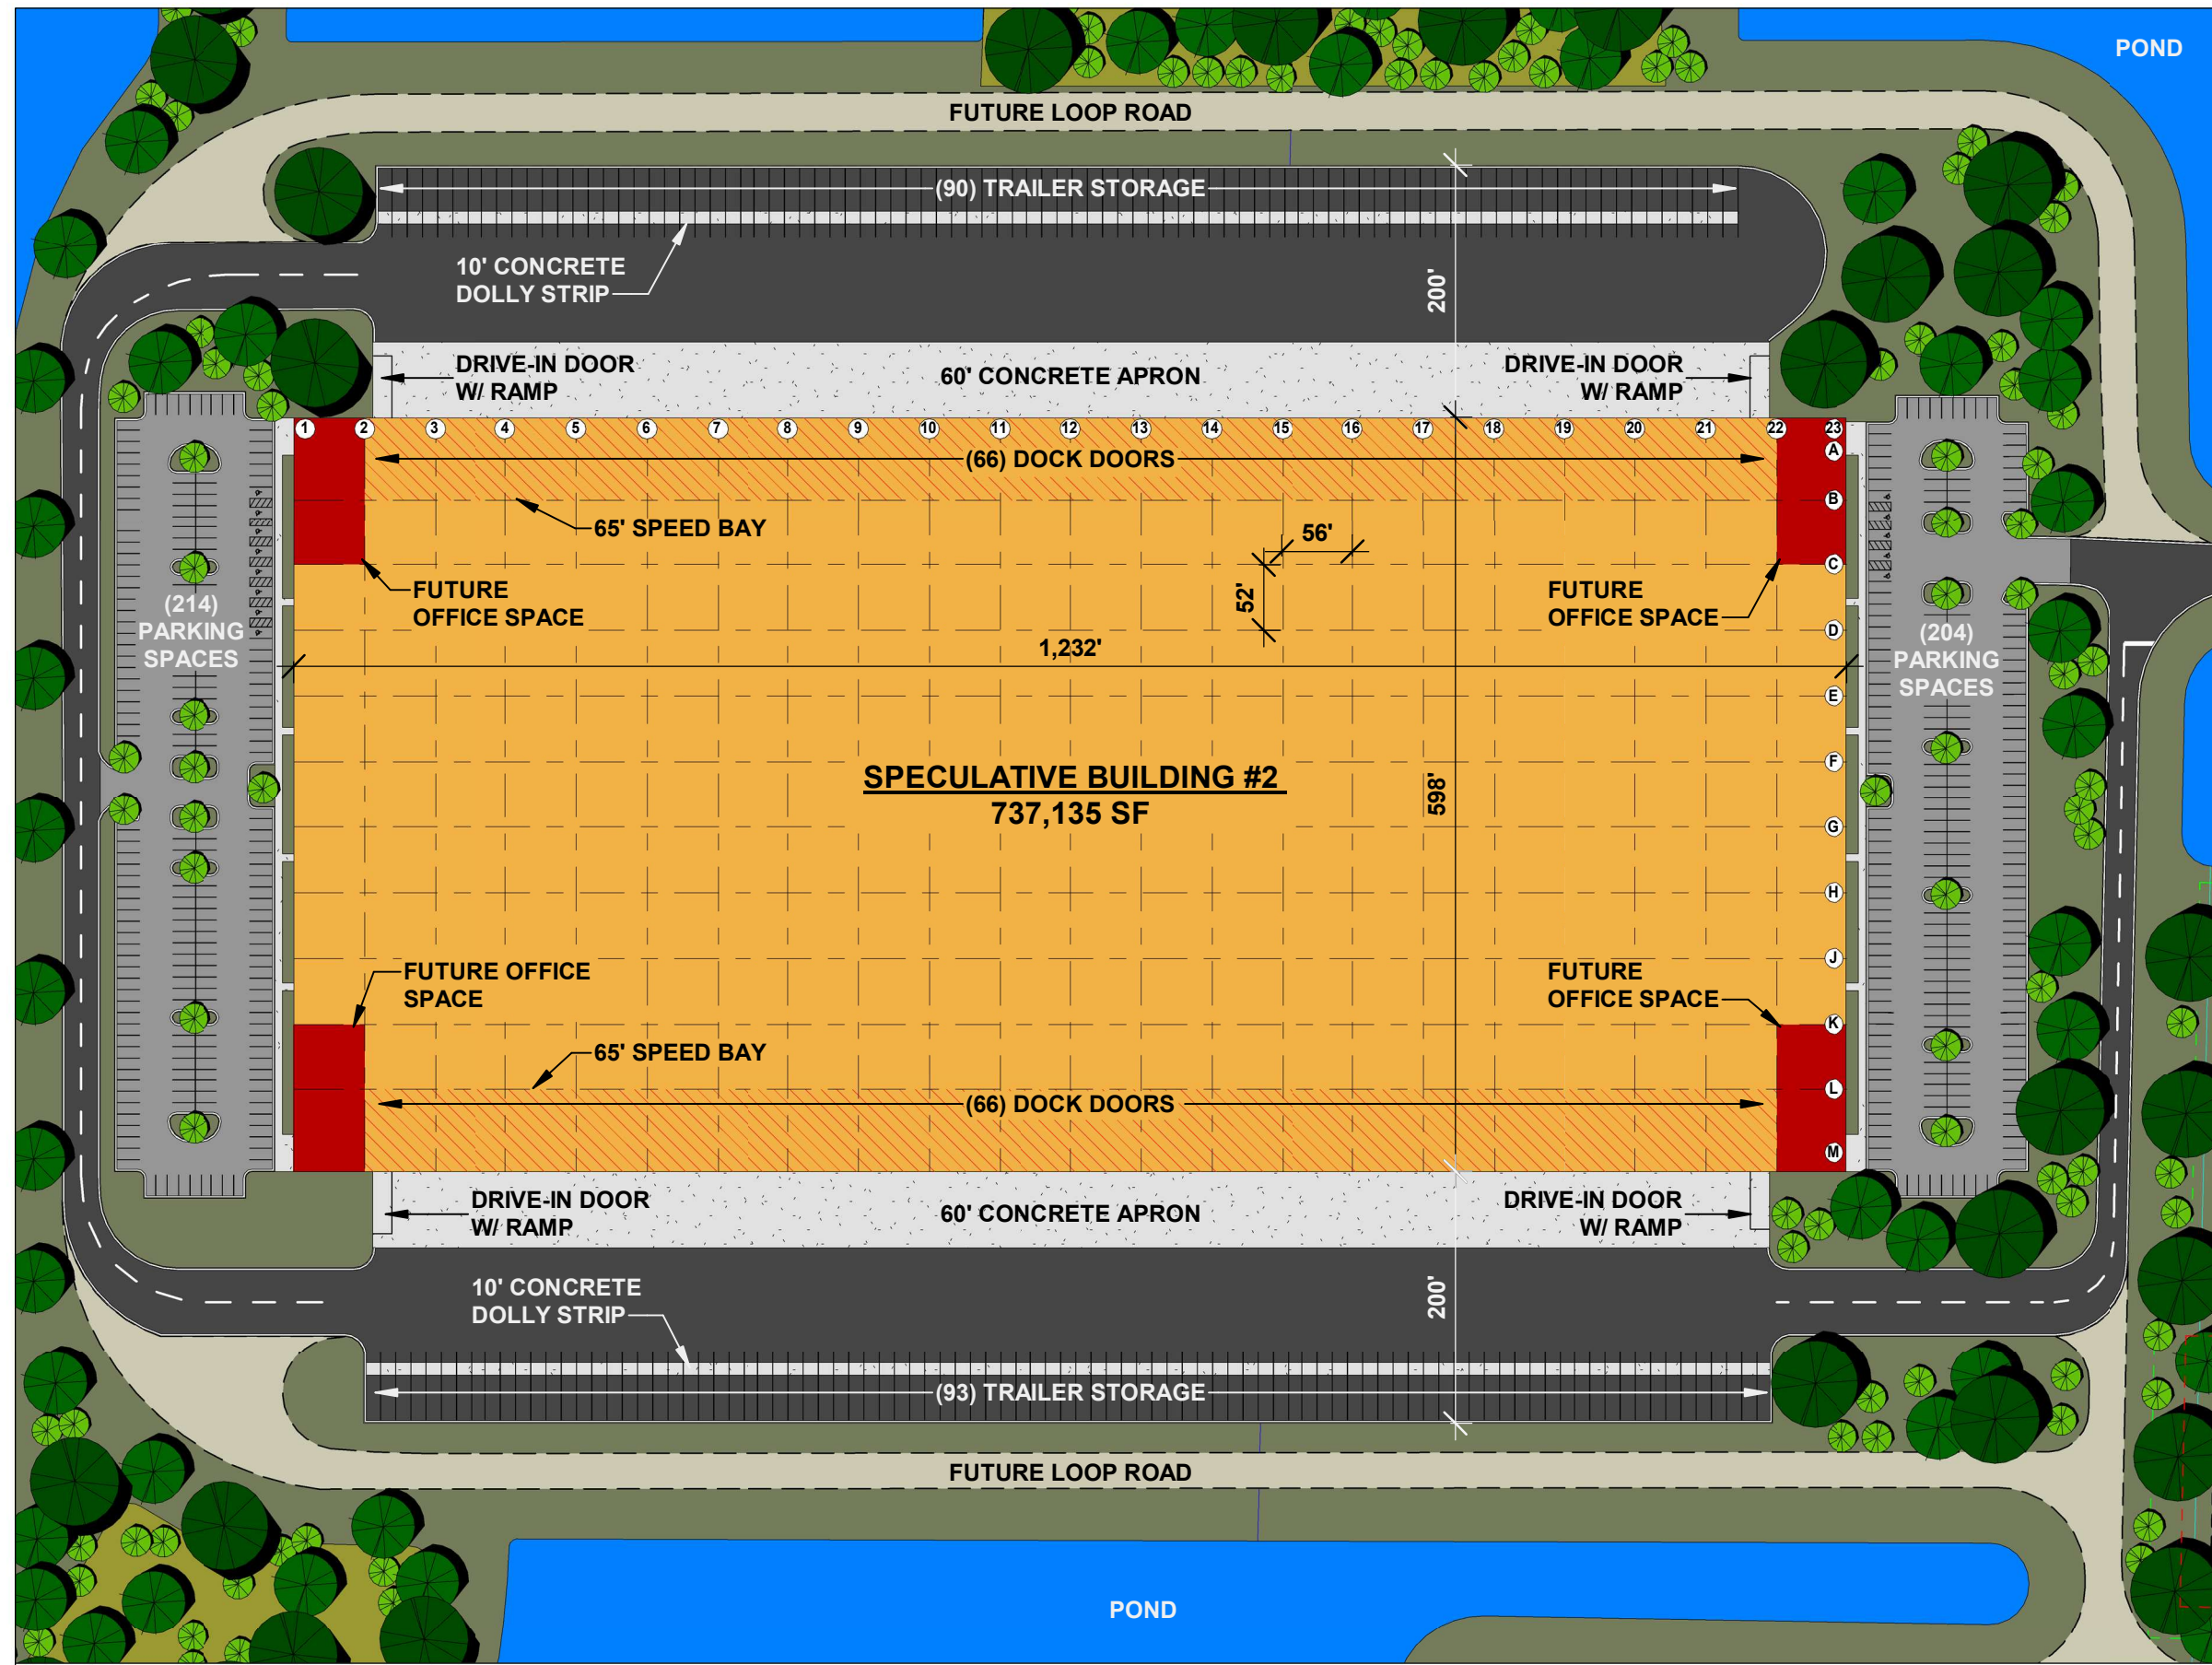 POND
FUTURE LOOP ROAD
(90) TRAILER STORAGE
10' CONCRETE
DOLLY STRIP
200'
DRIVE-IN DOOR
W/ RAMP
60' CONCRETE APRON
DRIVE-IN DOOR
W/ RAMP
1 2 3 4 5 6 7 8 9 10 11 12 13 14 15 16 17 18 19 20 21 22 23
A
(66) DOCK DOORS
B
65' SPEED BAY
56'
C
FUTURE
OFFICE SPACE
52'
FUTURE
OFFICE SPACE
(214)
PARKING
SPACES
D
(204)
PARKING
SPACES
1,232'
E
F
SPECULATIVE BUILDING #2
737,135 SF
598'
G
H
J
FUTURE OFFICE
SPACE
FUTURE
OFFICE SPACE
K
65' SPEED BAY
L
(66) DOCK DOORS
M
DRIVE-IN DOOR
W/ RAMP
60' CONCRETE APRON
DRIVE-IN DOOR
W/ RAMP
10' CONCRETE
DOLLY STRIP
200'
(93) TRAILER STORAGE
FUTURE LOOP ROAD
POND